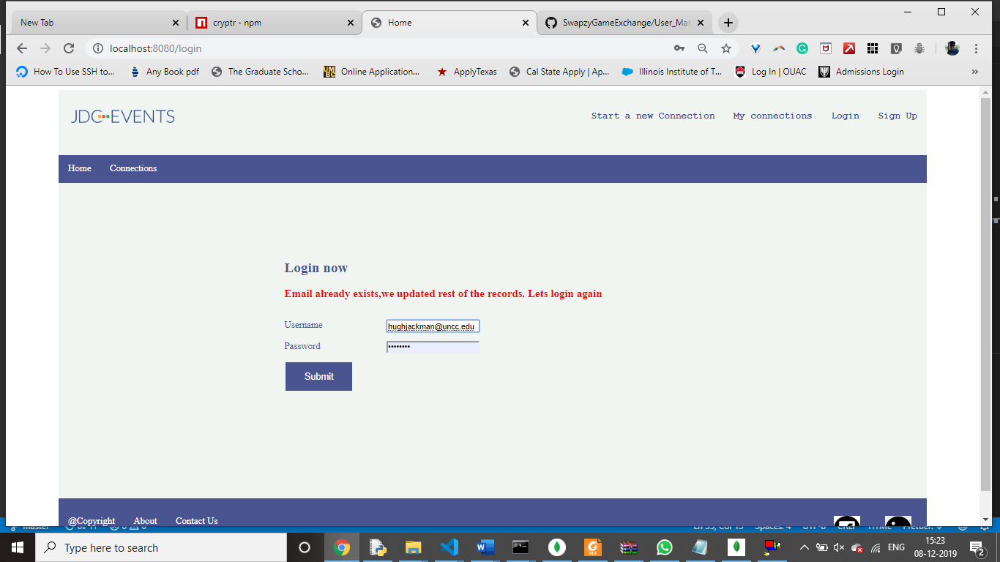 New Tab
cryptr - npm
Home
SwapzyGameExchange/User_Mar
localhost:8080/login
How To Use SSH to...
Any Book pdf
The Graduate Scho...
Online Application...
ApplyTexas
Cal State Apply | Ap...
Illinois Institute of T...
Log In | OUAC
Admissions Login
JDC EVENTS
Start a new Connection
My connections
Login
Sign Up
Home
Connections
Login now
Email already exists,we updated rest of the records. Lets login again
Username
hughjackman@uncc.edu
Password
Submit
@Copyright
About
Contact Us
Type here to search
ENG
15:23
08-12-2019
2